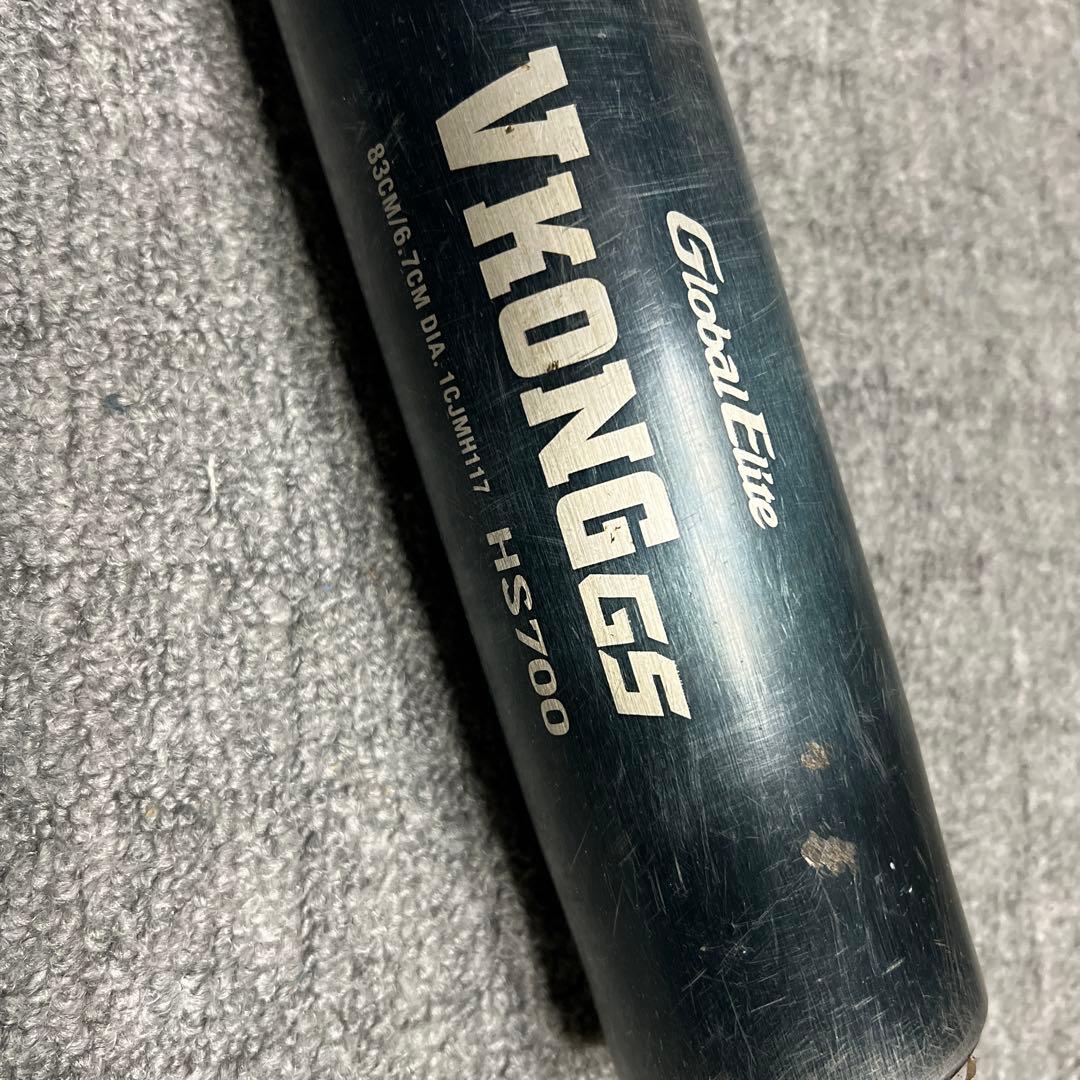 Global Elite
VKONG GS
83CM/6.7CM DIA. 1CJMH117 HS700